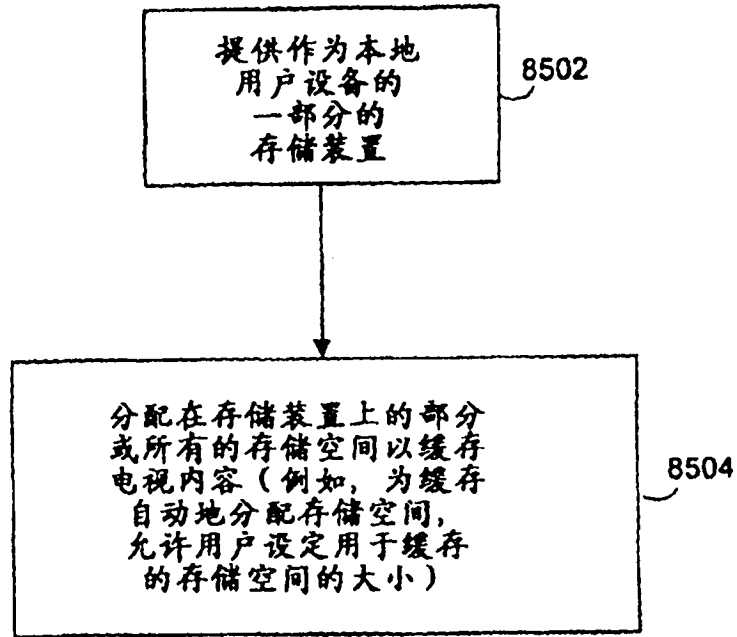 提供作为本地
用户设备的
一部分的
存储装置
8502
分配在存储装置上的部分
或所有的存储空间以缓存
电视内容(例如,为缓存
自动地分配存储空间,
允许用户设定用于缓存
的存储空间的大小)
8504